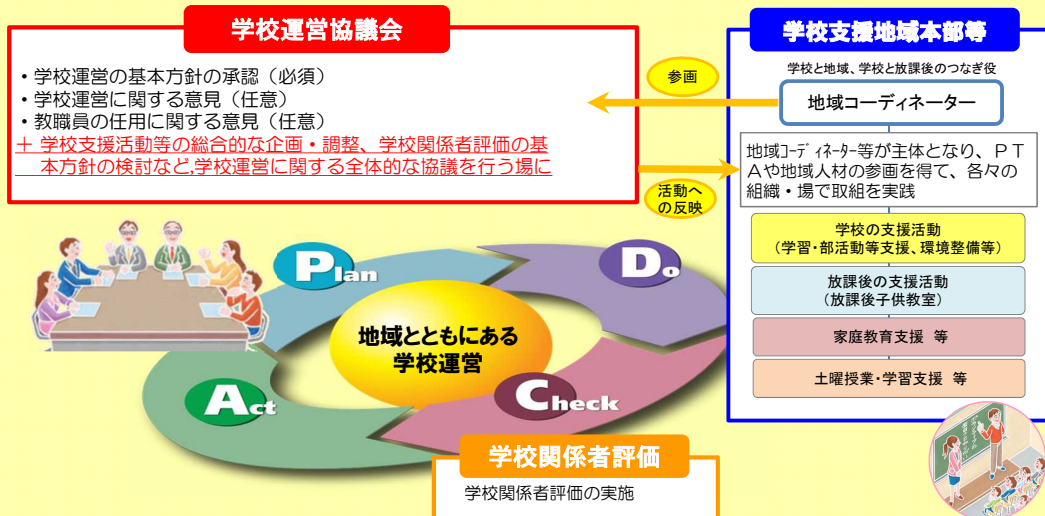 学校運営協議会
・学校運営の基本方針の承認（必須）
・学校運営に関する意見（任意）
・教職員の任用に関する意見（任意）
＋ 学校支援活動等の総合的な企画・調整、学校関係者評価の基
本方針の検討など,学校運営に関する全体的な協議を行う場に
参画
活動へ
の反映
学校支援地域本部等
学校と地域、学校と放課後のつなぎ役
地域コーディネーター
地域ｺｰﾃﾞｨﾈｰﾀｰ等が主体となり、ＰＴ
Ａや地域人材の参画を得て、各々の
組織・場で取組を実践
学校の支援活動
（学習・部活動等支援、環境整備等）
放課後の支援活動
（放課後子供教室）
家庭教育支援 等
土曜授業・学習支援 等
Plan
Do
地域とともにある
学校運営
Act
Check
学校関係者評価
学校関係者評価の実施